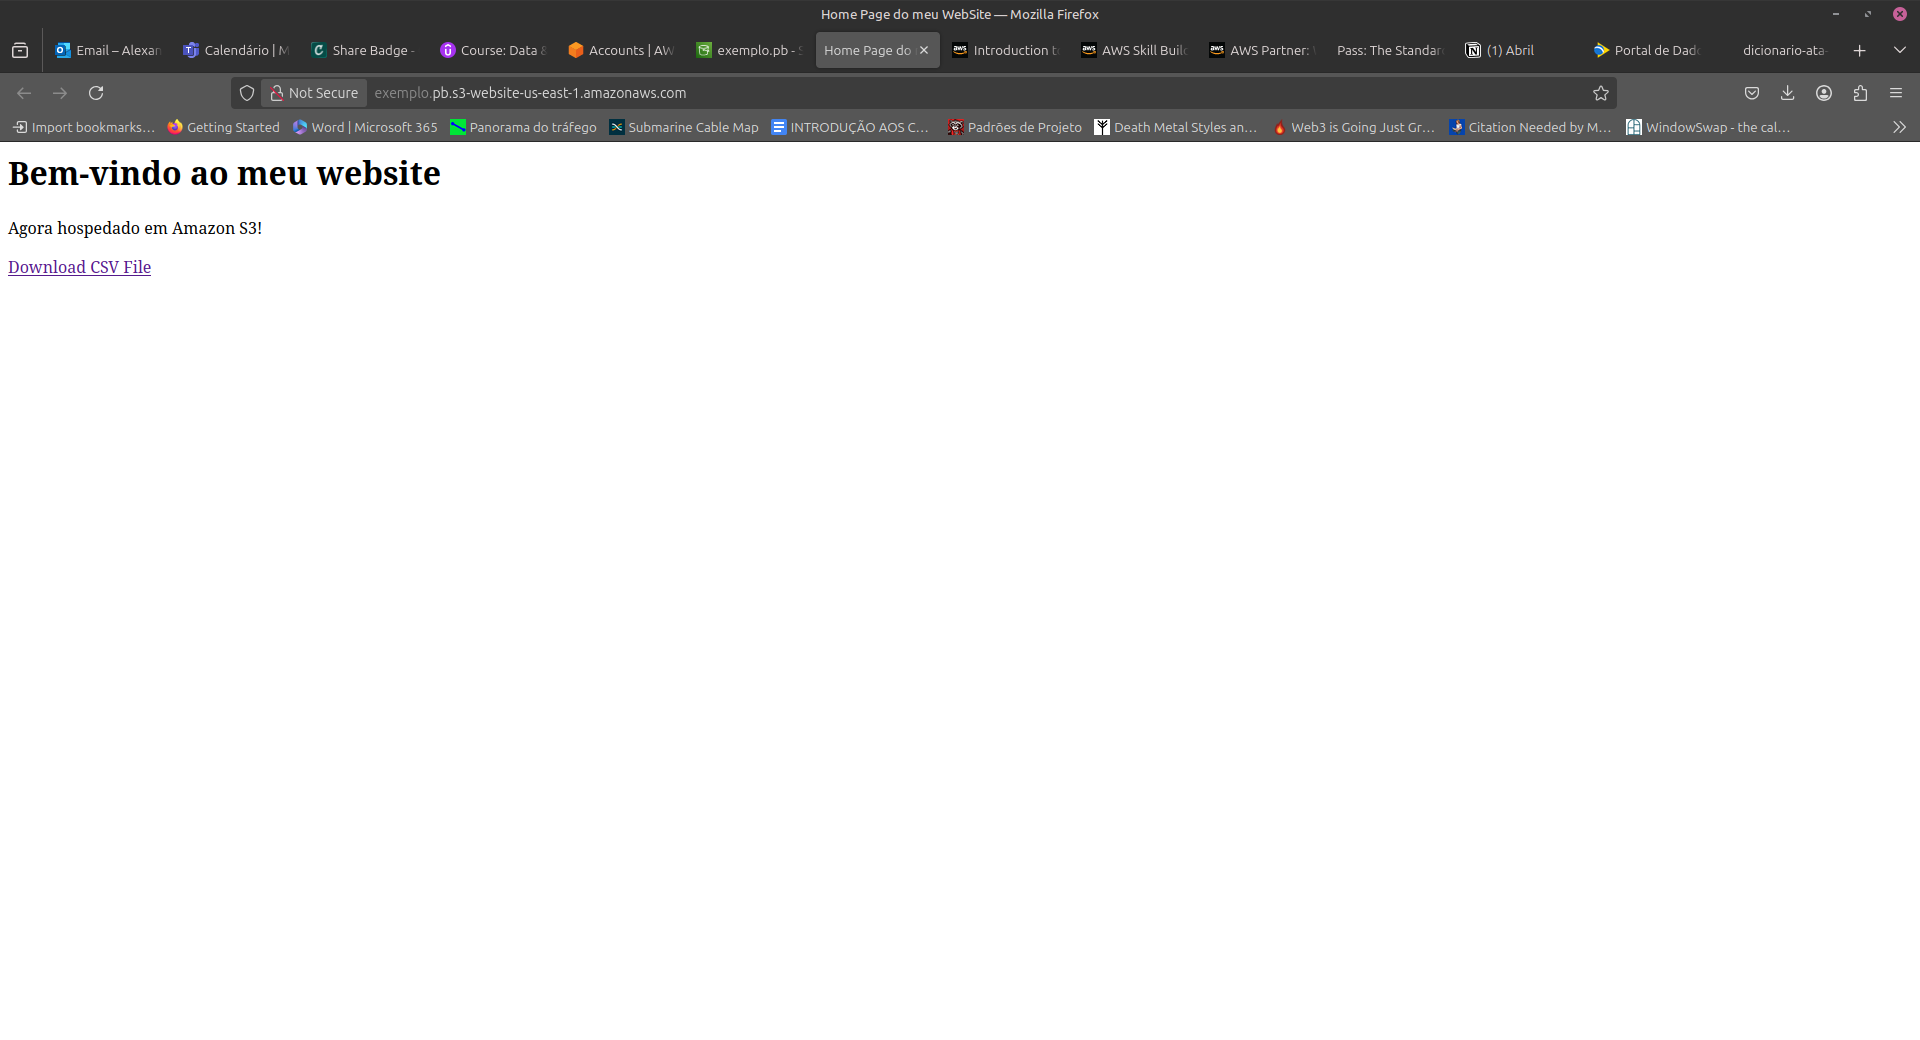 Home Page do meu WebSite — Mozilla Firefox
Email – Alexan
Calendário | M
Share Badge -
Course: Data &
Accounts | AW
exemplo.pb - S
Home Page do
Introduction to
AWS Skill Build
AWS Partner:
Pass: The Standar
(1) Abril
Portal de Dado
dicionario-ata-
Not Secure
exemplo.pb.s3-website-us-east-1.amazonaws.com
Import bookmarks...
Getting Started
Word | Microsoft 365
Panorama do tráfego
Submarine Cable Map
INTRODUÇÃO AOS C...
Padrões de Projeto
Death Metal Styles an...
Web3 is Going Just Gr...
Citation Needed by M...
WindowSwap - the cal...
Bem-vindo ao meu website
Agora hospedado em Amazon S3!
Download CSV File